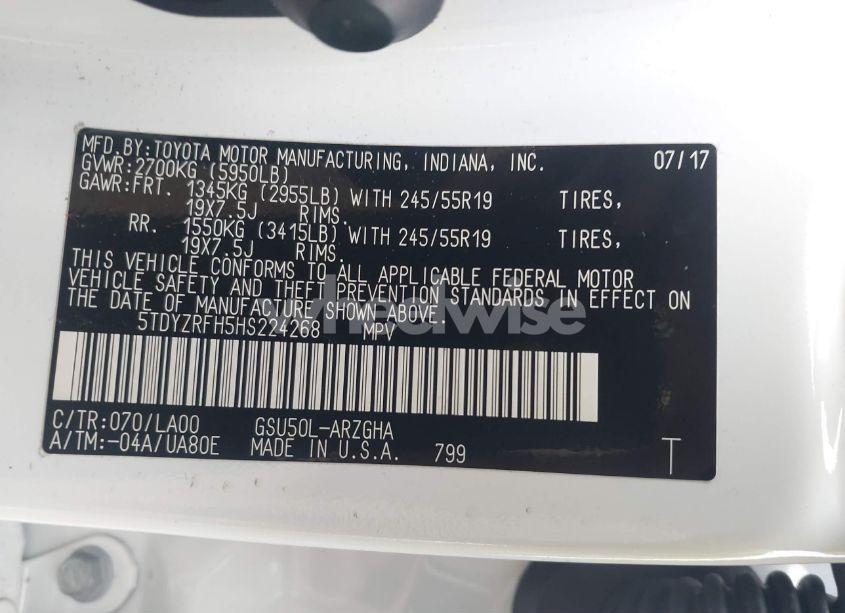 MFD.BY:TOYOTA MOTOR MANUFACTURING, INDIANA, INC. 07/17
GVWR:2700KG (5950LB)
GAWR:FRT. 1345KG (2955LB) WITH 245/55R19 TIRES,
19X7.5J RIMS.
RR. 1550KG (3415LB) WITH 245/55R19 TIRES,
19X7.5J RIMS.
THIS VEHICLE CONFORMS TO ALL APPLICABLE FEDERAL MOTOR
VEHICLE SAFETY AND THEFT PREVENTION STANDARDS IN EFFECT ON
THE DATE OF MANUFACTURE SHOWN ABOVE.
5TDYZRFH5HS224268 MPV
wheelwise
C/TR:070/LA00 GSU50L-ARZGHA
A/TM:-04A/UA80E MADE IN U.S.A. 799 T